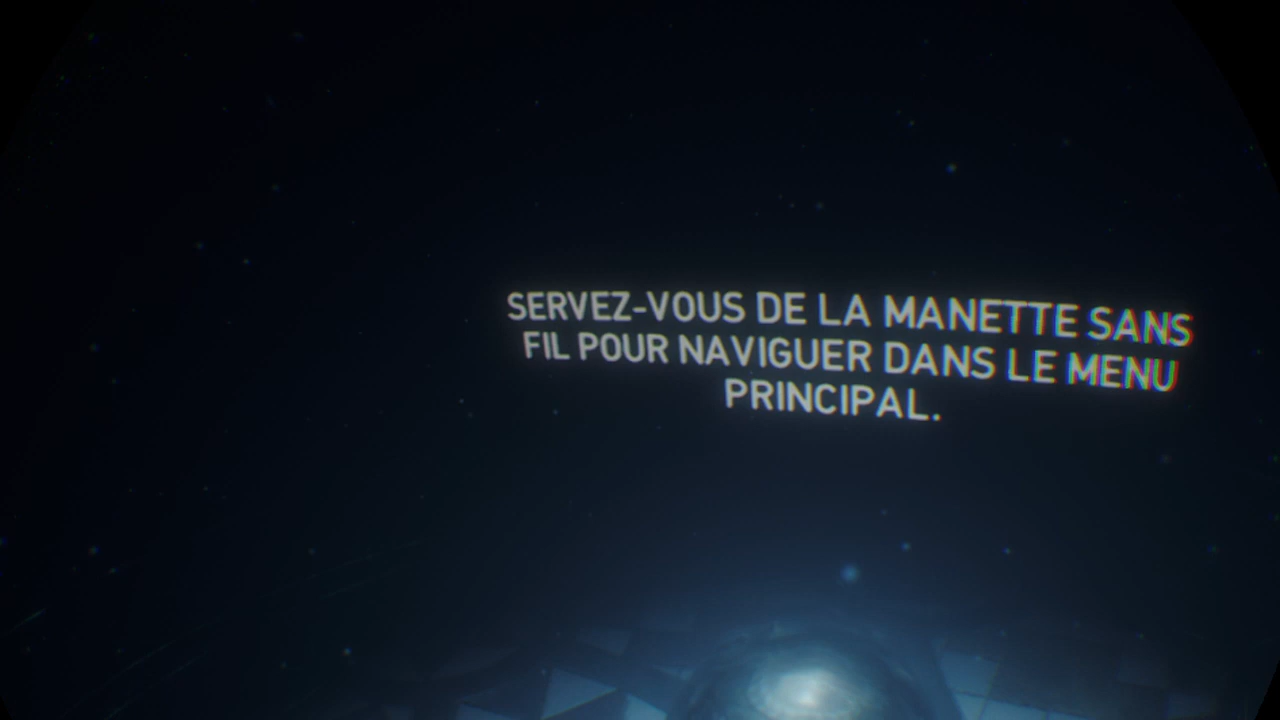 SERVEZ-VOUS DE LA MANETTE SANS
FIL POUR NAVIGUER DANS LE MENU
PRINCIPAL.